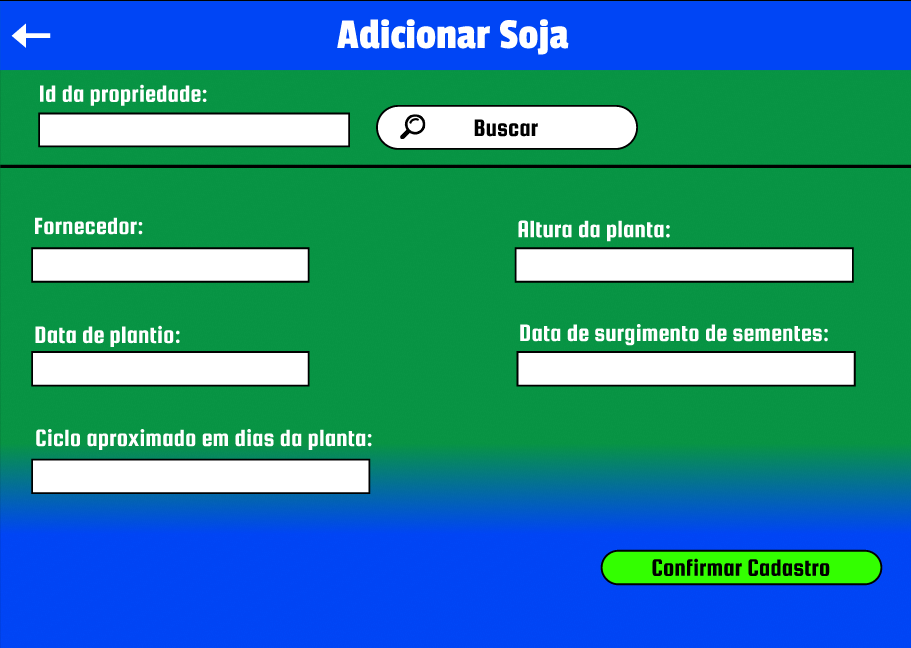 Adicionar Soja
Id da propriedade:
Buscar
Fornecedor:
Altura da planta:
Data de plantio:
Data de surgimento de sementes:
Ciclo aproximado em dias da planta:
Confirmar Cadastro